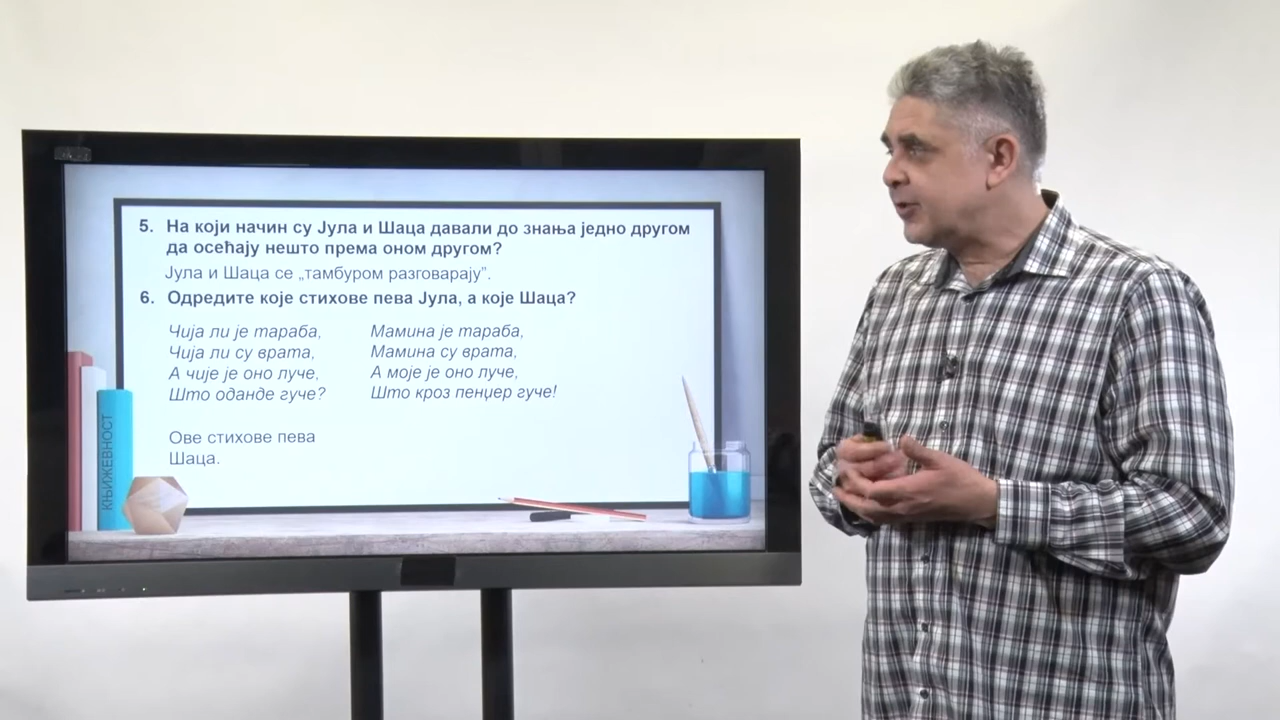 5. На који начин су Јула и Шаца давали до знања једно другом
да осећају нешто према оном другом?
Јула и Шаца се „тамбуром разговарају”.
6. Одредите које стихове пева Јула, а које Шаца?
Чија ли је тараба,
Чија ли су врата,
А чије је оно луче,
Што оданде гуче?
Мамина је тараба,
Мамина су врата,
А моје је оно луче,
Што кроз пенџер гуче!
Ове стихове пева
Шаца.
КЊИЖЕВНОСТ